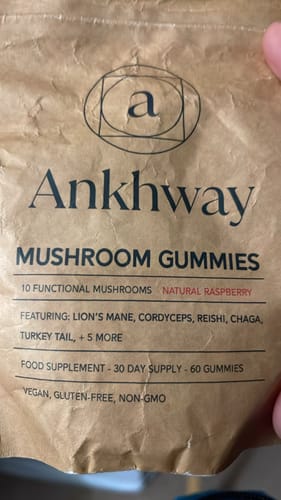 a
Ankhway
MUSHROOM GUMMIES
10 FUNCTIONAL MUSHROOMS NATURAL RASPBERRY
FEATURING: LION'S MANE, CORDYCEPS, REISHI, CHAGA,
TURKEY TAIL, + 5 MORE
FOOD SUPPLEMENT - 30 DAY SUPPLY - 60 GUMMIES
VEGAN, GLUTEN-FREE, NON-GMO